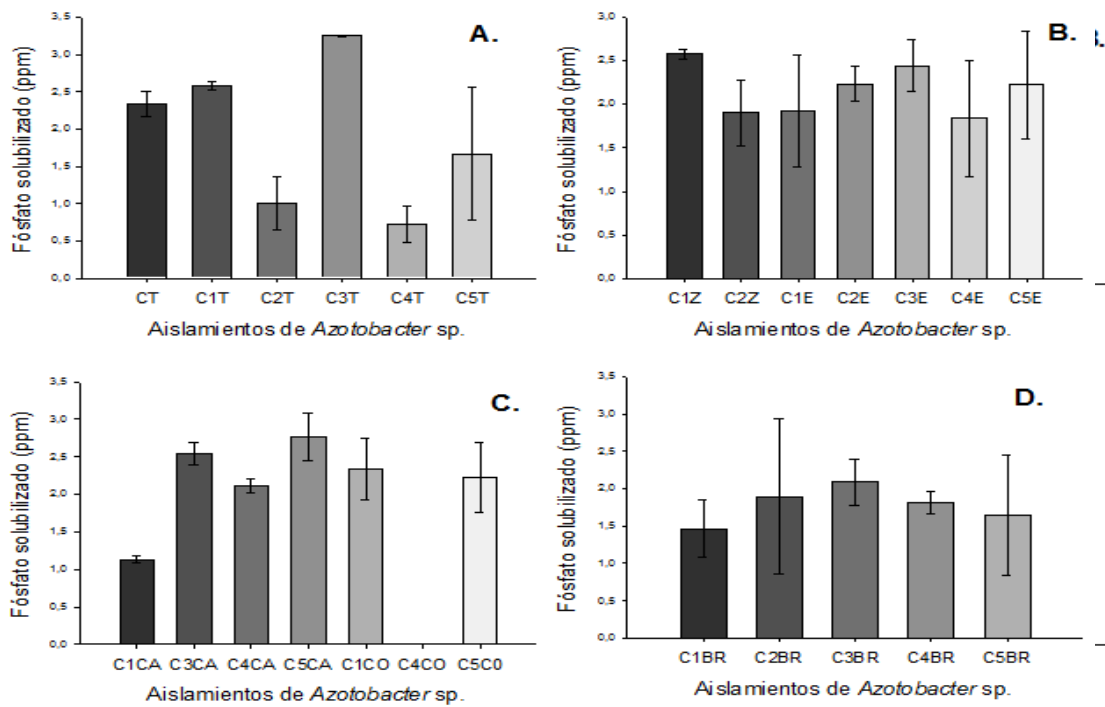 A.
Fósfato solubilizado (ppm)
3,5
3,0
2,5
2,0
1,5
1,0
0,5
0,0
CT C1T C2T C3T C4T C5T
Aislamientos de Azotobacter sp.
B.
Fósfato solubilizado (ppm)
3,0
2,5
2,0
1,5
1,0
0,5
0,0
C1Z C2Z C1E C2E C3E C4E C5E
Aislamientos de Azotobacter sp.
C.
Fósfato solubilizado (ppm)
3,5
3,0
2,5
2,0
1,5
1,0
0,5
0,0
C1CA C3CA C4CA C5CA C1CO C4CO C5C0
Aislamientos de Azotobacter sp.
D.
Fósfato solubilizado (ppm)
3,5
3,0
2,5
2,0
1,5
1,0
0,5
0,0
C1BR C2BR C3BR C4BR C5BR
Aislamientos de Azotobacter sp.